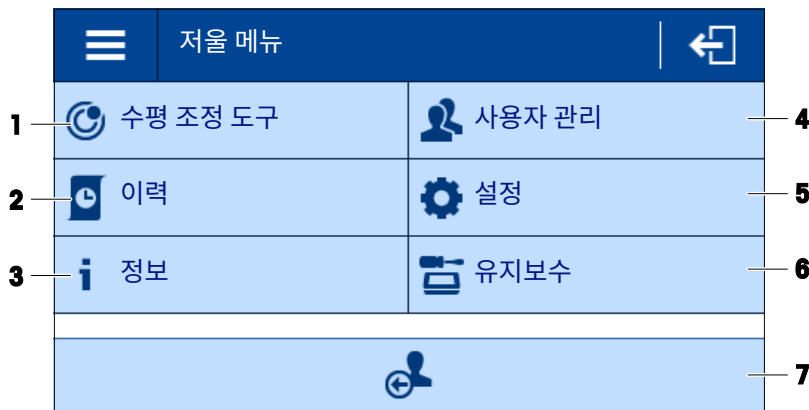 저울 메뉴
1 수평 조정 도구 사용자 관리 4
2 이력 설정 5
3 정보 유지보수 6
7